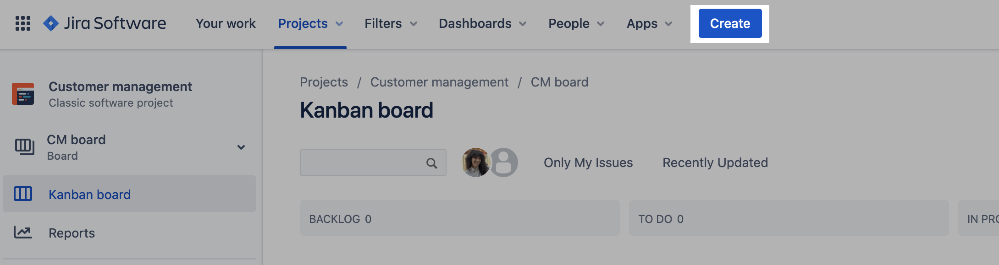 Jira Software Your work Projects Filters Dashboards People Apps Create
Customer management
Classic software project
CM board
Board
Kanban board
Reports
Projects / Customer management / CM board
Kanban board
Only My Issues Recently Updated
BACKLOG 0 TO DO 0 IN PRO